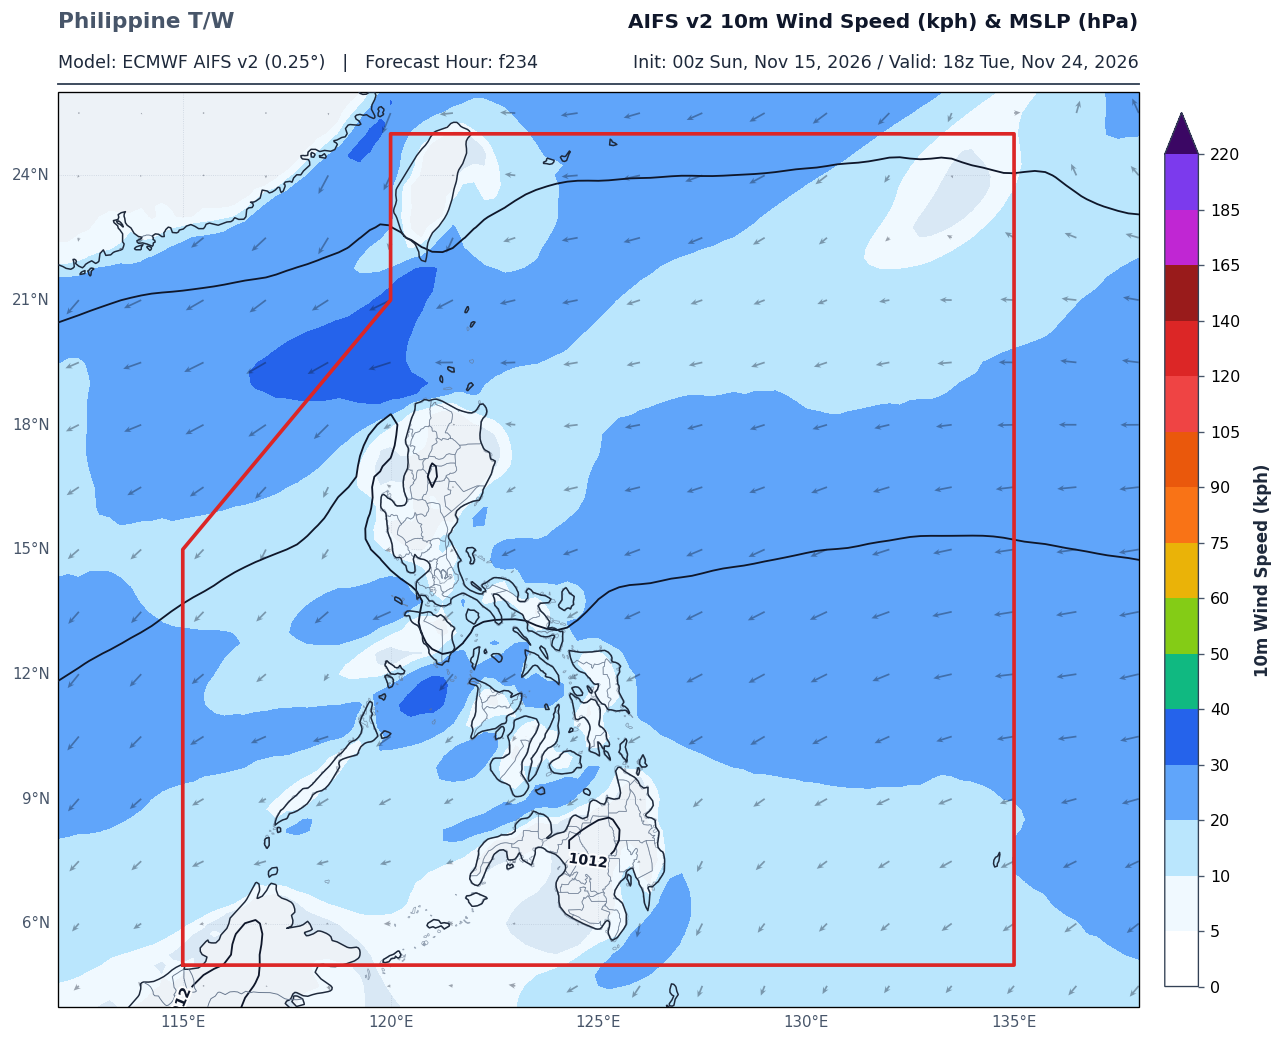 Philippine T/W
AIFS v2 10m Wind Speed (kph) & MSLP (hPa)
Model: ECMWF AIFS v2 (0.25°) | Forecast Hour: f234
Init: 00z Sun, Nov 15, 2026 / Valid: 18z Tue, Nov 24, 2026
24°N
21°N
18°N
15°N
12°N
9°N
6°N
115°E
120°E
125°E
130°E
135°E
1012
12
220
185
165
140
120
105
90
75
60
50
40
30
20
10
5
0
10m Wind Speed (kph)